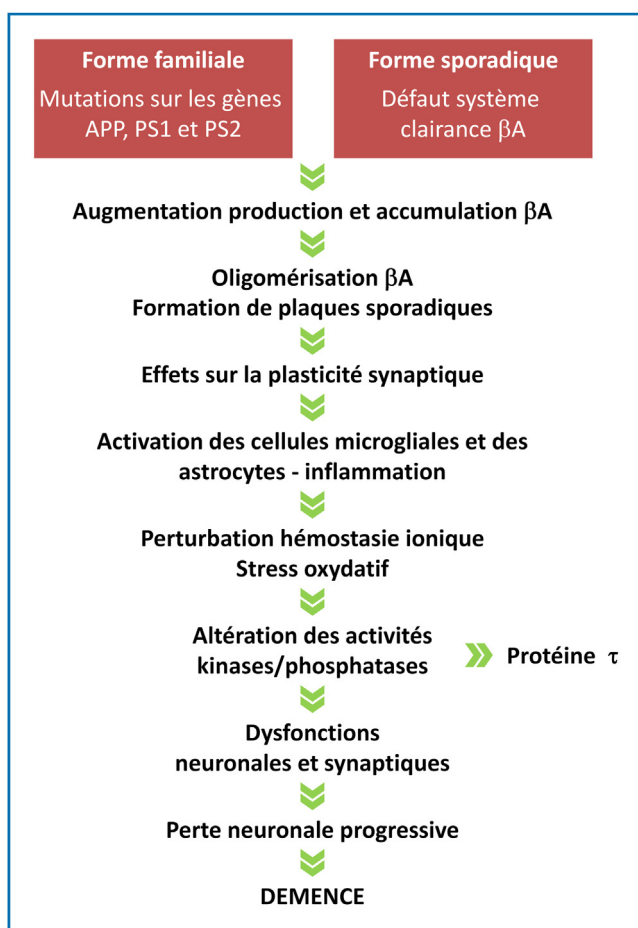 Forme familiale
Mutations sur les gènes
APP, PS1 et PS2
Forme sporadique
Défaut système
clairance βA
Augmentation production et accumulation βA
Oligomérisation βA
Formation de plaques sporadiques
Effets sur la plasticité synaptique
Activation des cellules microgliales et des
astrocytes - inflammation
Perturbation hémostasie ionique
Stress oxydatif
Altération des activités
kinases/phosphatases
Protéine τ
Dysfonctions
neuronales et synaptiques
Perte neuronale progressive
DEMENCE